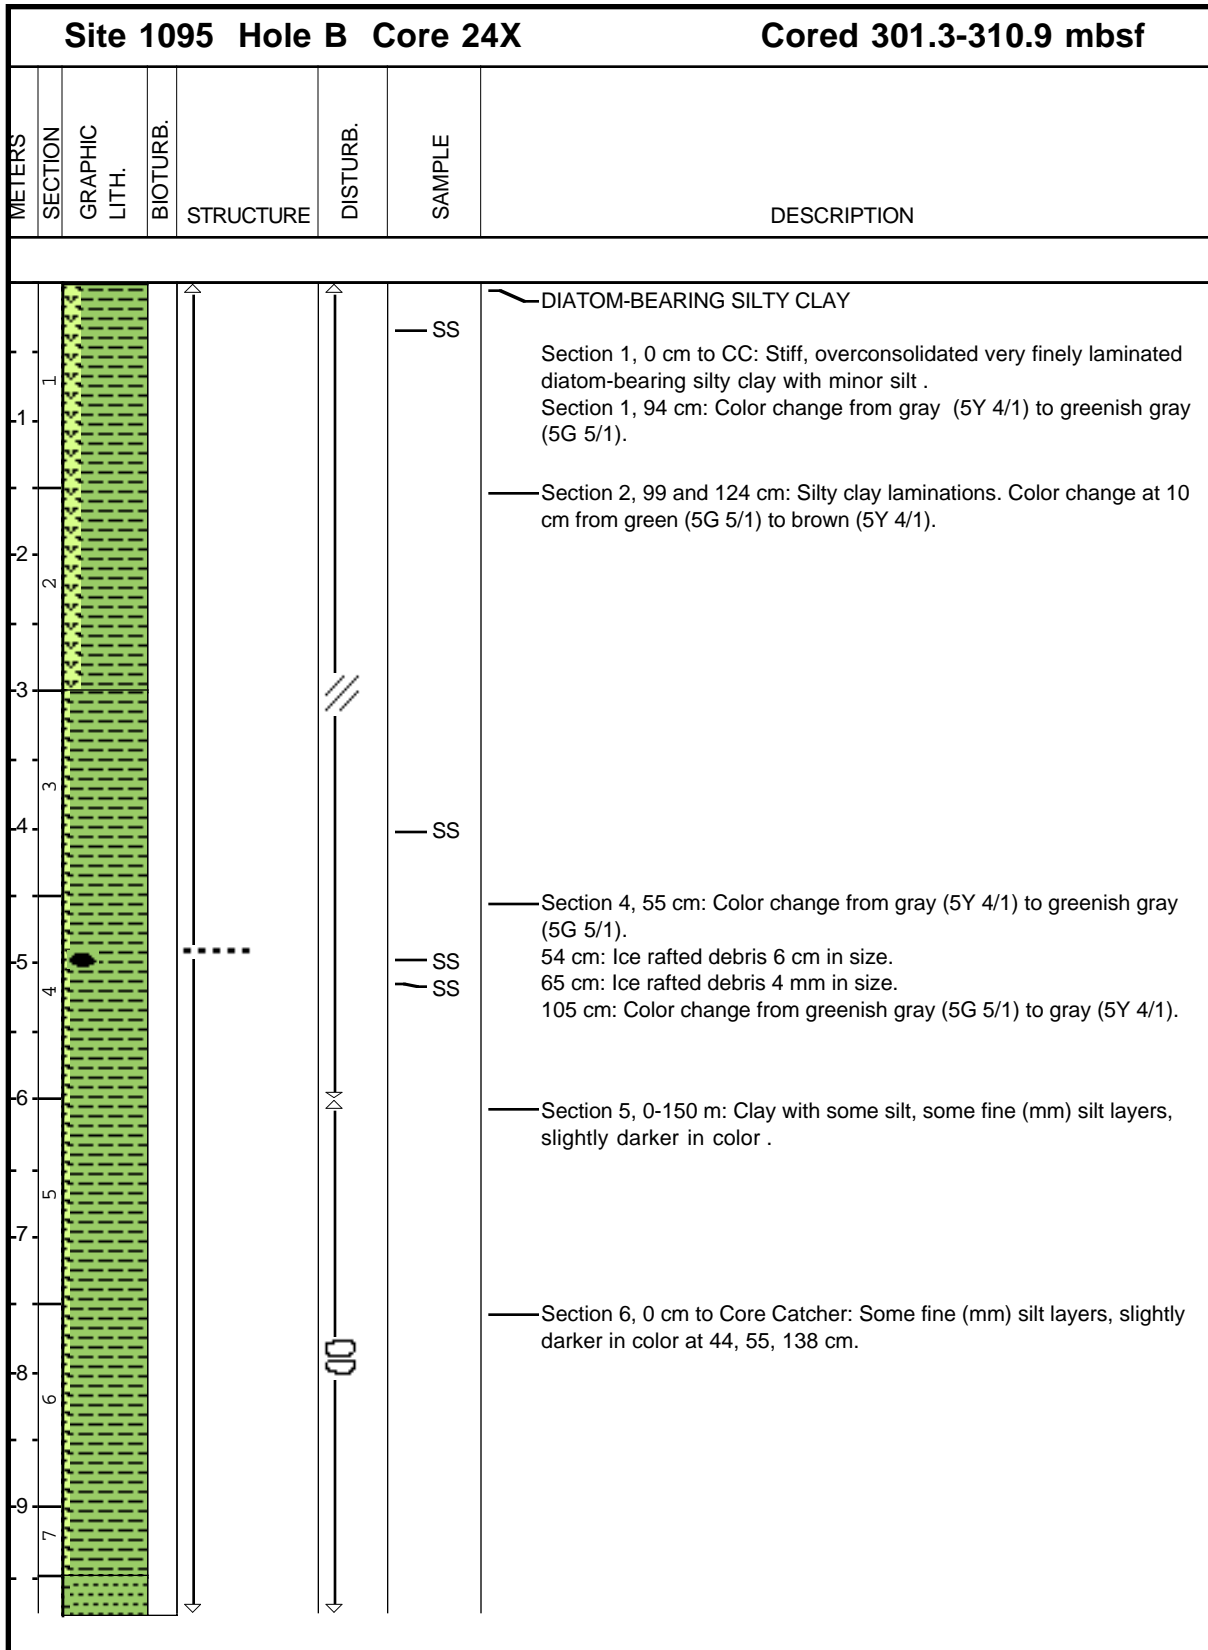 Site 1095 Hole B Core 24X Cored 301.3-310.9 mbsf
METERS
SECTION
GRAPHIC
LITH.
BIOTURB.
STRUCTURE
DISTURB.
SAMPLE
DESCRIPTION
DIATOM-BEARING SILTY CLAY
SS
Section 1, 0 cm to CC: Stiff, overconsolidated very finely laminated
diatom-bearing silty clay with minor silt .
1
Section 1, 94 cm: Color change from gray (5Y 4/1) to greenish gray
1
(5G 5/1).
Section 2, 99 and 124 cm: Silty clay laminations. Color change at 10
cm from green (5G 5/1) to brown (5Y 4/1).
2
2
3
3
4
SS
Section 4, 55 cm: Color change from gray (5Y 4/1) to greenish gray
(5G 5/1).
5
SS
54 cm: Ice rafted debris 6 cm in size.
4
SS
65 cm: Ice rafted debris 4 mm in size.
105 cm: Color change from greenish gray (5G 5/1) to gray (5Y 4/1).
6
Section 5, 0-150 m: Clay with some silt, some fine (mm) silt layers,
slightly darker in color .
5
7
Section 6, 0 cm to Core Catcher: Some fine (mm) silt layers, slightly
darker in color at 44, 55, 138 cm.
8
6
9
7